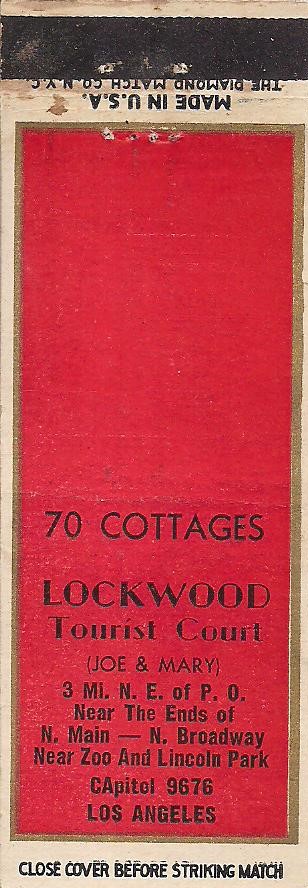 THE DIAMOND MATCH CO. N.Y.C.
MADE IN U.S.A.
70 COTTAGES
LOCKWOOD
Tourist Court
(JOE & MARY)
3 Mi. N. E. of P. O.
Near The Ends of
N. Main — N. Broadway
Near Zoo And Lincoln Park
CApitol 9676
LOS ANGELES
CLOSE COVER BEFORE STRIKING MATCH